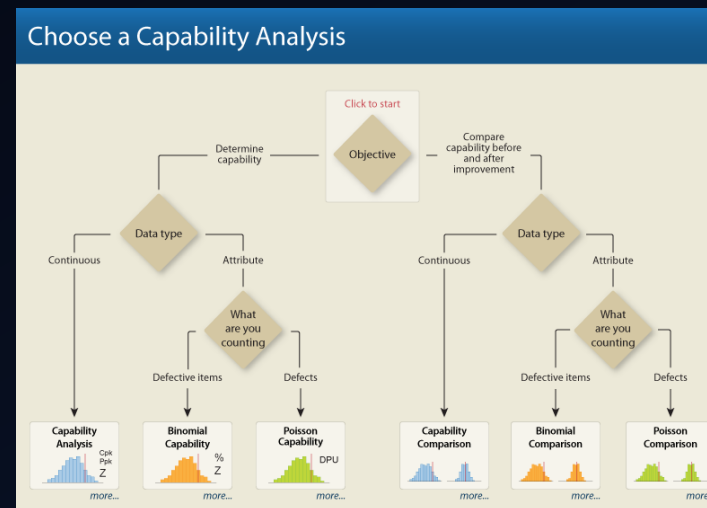 Choose a Capability Analysis
Click to start
Objective
Determine
capability
Compare
capability before
and after
improvement
Data type
Data type
Continuous
Attribute
Continuous
Attribute
What
are you
counting
What
are you
counting
Defective items
Defects
Defective items
Defects
Capability
Analysis
Cpk
Ppk
Z
more...
Binomial
Capability
%
Z
more...
Poisson
Capability
DPU
more...
Capability
Comparison
more...
Binomial
Comparison
more...
Poisson
Comparison
more